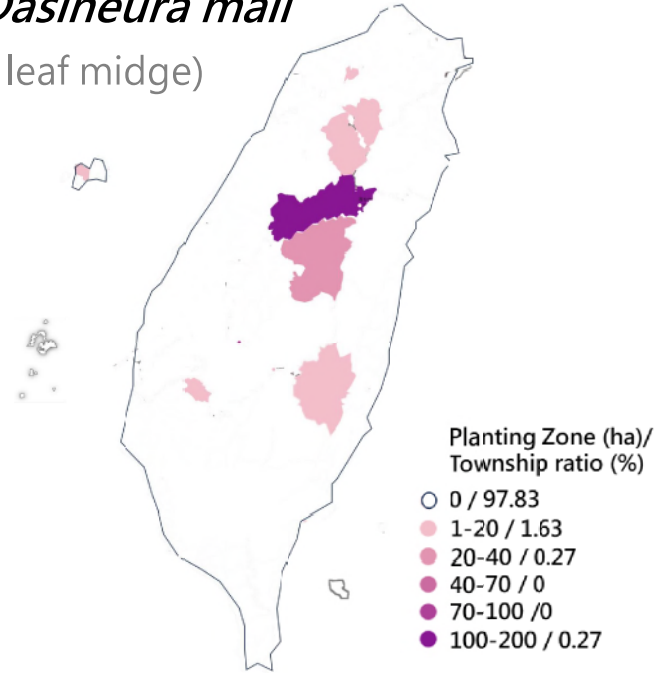 Dasineura mali
leaf midge)
Planting Zone (ha)/
Township ratio (%)
0 / 97.83
1-20 / 1.63
20-40 / 0.27
40-70 / 0
70-100 /0
100-200 / 0.27